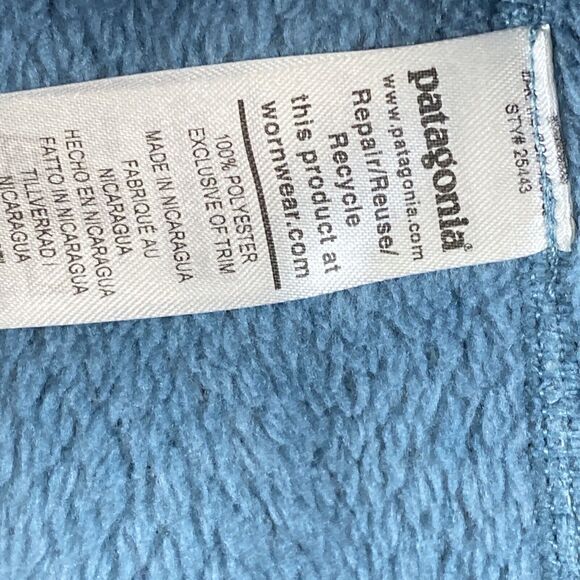 STY# 25443
patagonia®
www.patagonia.com
Repair/Reuse/
Recycle
this product at
wornwear.com
100% POLYESTER
EXCLUSIVE OF TRIM
MADE IN NICARAGUA
FABRIQUÉ AU
NICARAGUA
HECHO EN NICARAGUA
FATTO IN NICARAGUA
TILLVERKAD I
NICARAGUA